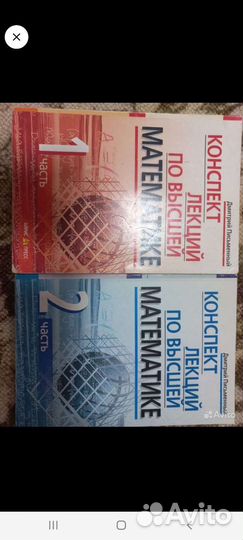 Дмитрий Письменный
КОНСПЕКТ
ЛЕКЦИЙ
ПО ВЫСШЕЙ
МАТЕМАТИКЕ
1
часть
Дмитрий Письменный
КОНСПЕКТ
ЛЕКЦИЙ
ПО ВЫСШЕЙ
МАТЕМАТИКЕ
2
часть
Avito
Avito